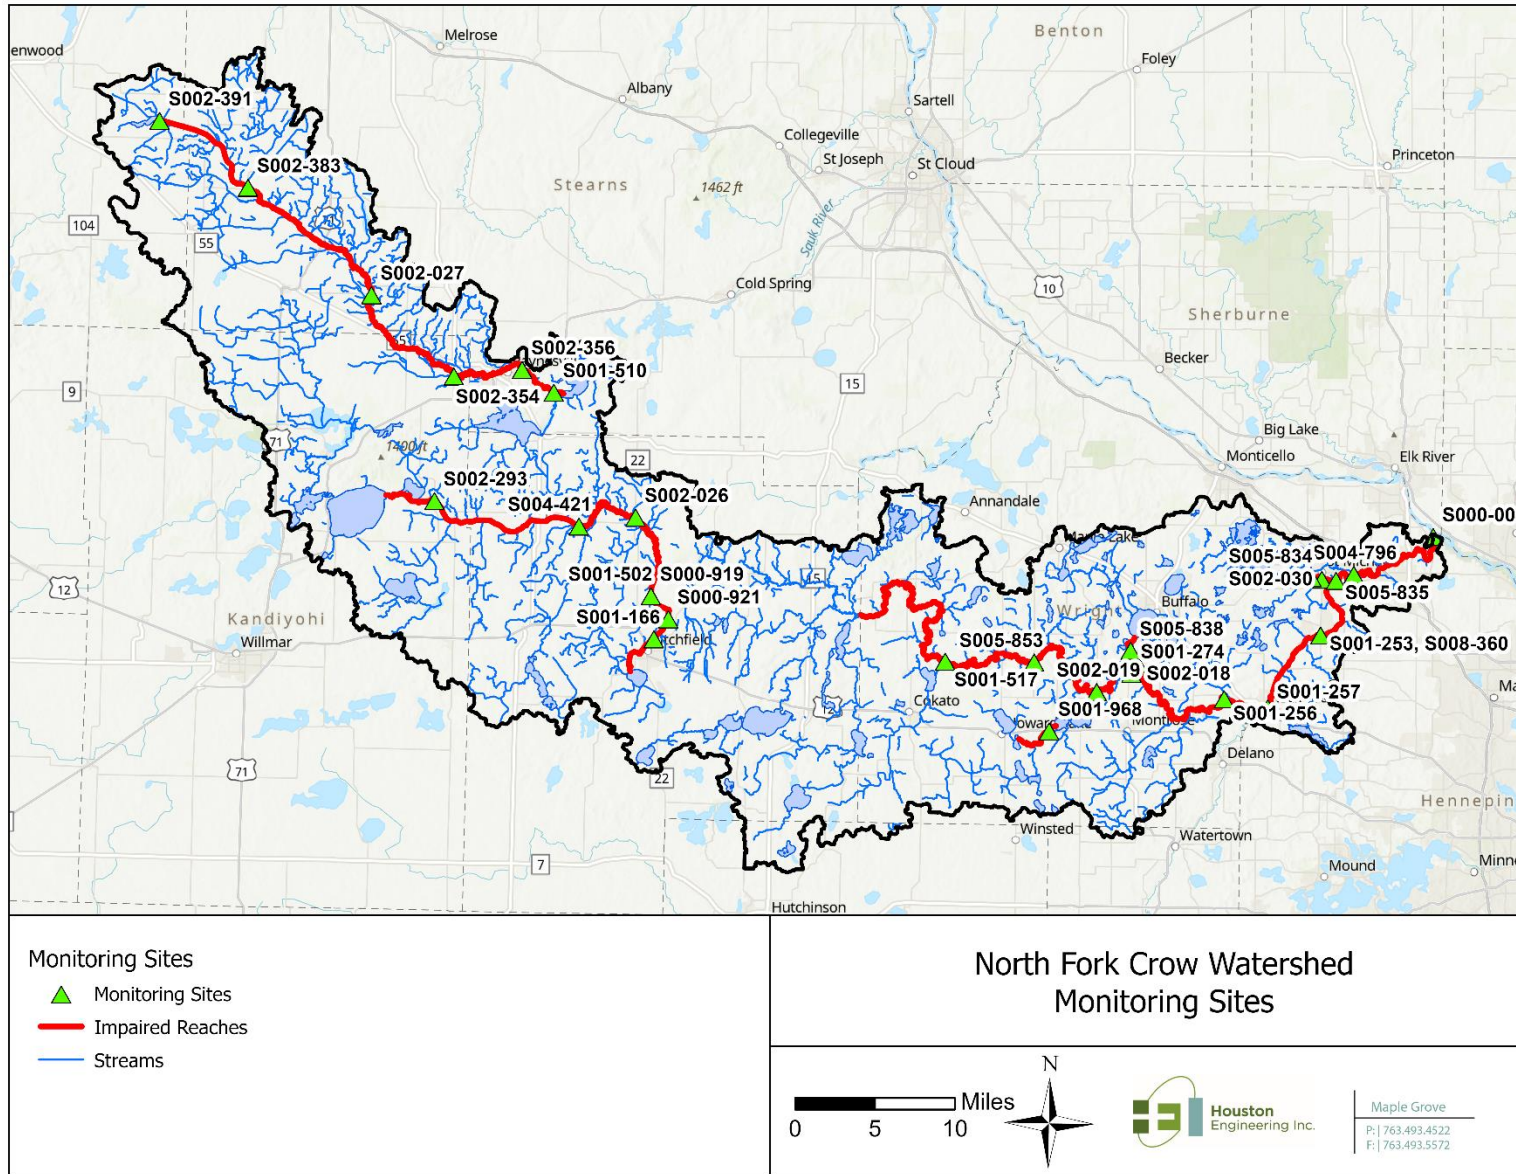 Melrose
Benton
Foley
enwood
Albany
Sartell
S002-391
Collegeville
St Joseph
St Cloud
Princeton
S002-383
Stearns
1462 ft
104
55
Sauk River
S002-027
Cold Spring
10
Sherburne
55
S002-356
S001-510
Becker
9
S002-354
15
71
1400 ft
Big Lake
Monticello
Elk River
22
S002-293
S004-421
S002-026
Annandale
S000-00
S005-834
S004-796
S002-030
S005-835
12
S001-502
S000-919
S000-921
15
Wright
Buffalo
Kandiyohi
S001-166
Willmar
S005-853
S005-838
S001-274
S001-253, S008-360
S001-517
S002-019
S002-018
S001-257
S001-968
S001-256
12
Cokato
Montrose
Delano
71
22
Hennepin
Winsted
Watertown
7
Mound
Minne
Hutchinson
Monitoring Sites
Monitoring Sites
Impaired Reaches
Streams
North Fork Crow Watershed
Monitoring Sites
N
Miles
0 5 10
Houston
Engineering Inc.
Maple Grove
P: | 763.493.4522
F: | 763.493.5572